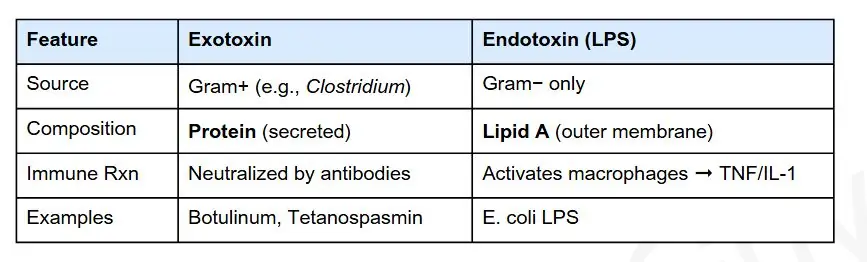 Feature Exotoxin Endotoxin (LPS)
Source Gram+ (e.g., Clostridium) Gram− only
Composition Protein (secreted) Lipid A (outer membrane)
Immune Rxn Neutralized by antibodies Activates macrophages ➞ TNF/IL-1
Examples Botulinum, Tetanospasmin E. coli LPS